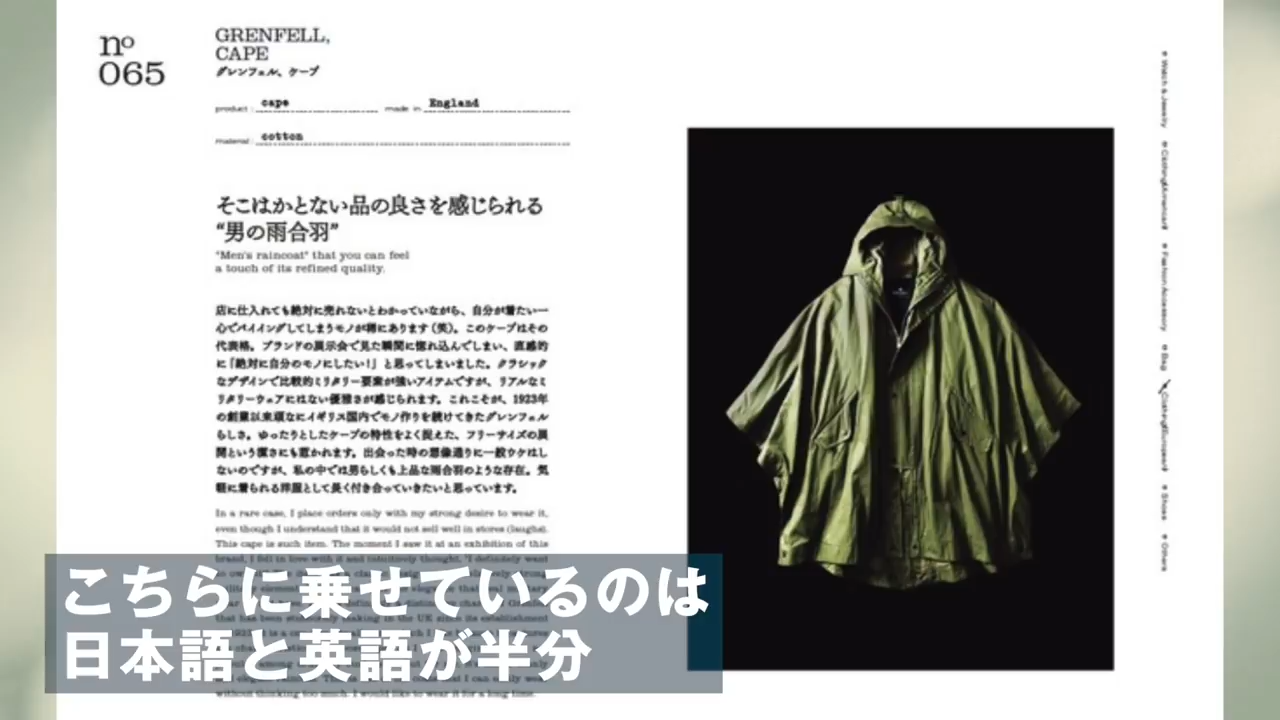 nº
065
GRENFELL,
CAPE
グレンフェル、ケープ
product : cape made in England
material : cotton
そこはかとない品の良さを感じられる
“男の雨合羽”
"Men's raincoat" that you can feel
a touch of its refined quality.
店に仕入れても絶対に売れないとわかっていながら、自分が着たい一
心でバイイングしてしまうモノが稀にあります(笑)。このケープはその
代表格。ブランドの展示会で見た瞬間に惚れ込んでしまい、直感的
に「絶対に自分のモノにしたい!」と思ってしまいました。クラシック
なデザインで比較的ミリタリー要素が強いアイテムですが、リアルなミ
リタリーウェアにはない優雅さが感じられます。これこそが、1923年
の創業以来頑なにイギリス国内でモノ作りを続けてきたグレンフェル
らしさ。ゆったりとしたケープの特性をよく捉えた、フリーサイズの展
開という潔さにも惹かれます。出会った時の想像通りに一般ウケはし
ないのですが、私の中では男らしくも上品な雨合羽のような存在。気
軽に着られる洋服として長く付き合っていきたいと思っています。
In a rare case, I place orders only with my strong desire to wear it,
even though I understand that it would not sell well in stores (laughs).
This cape is such item. The moment I saw it at an exhibition of this
brand, I fell in love with it and intuitively thought, "I definitely want
that has been making in the UK since its establishment
without thinking too much. I would like to wear it for a long time.
Watch & Jewelry
Clothing/American
Fashion Accessory
Bag
Clothing/European
Shoes
Others
こちらに乗せているのは
日本語と英語が半分